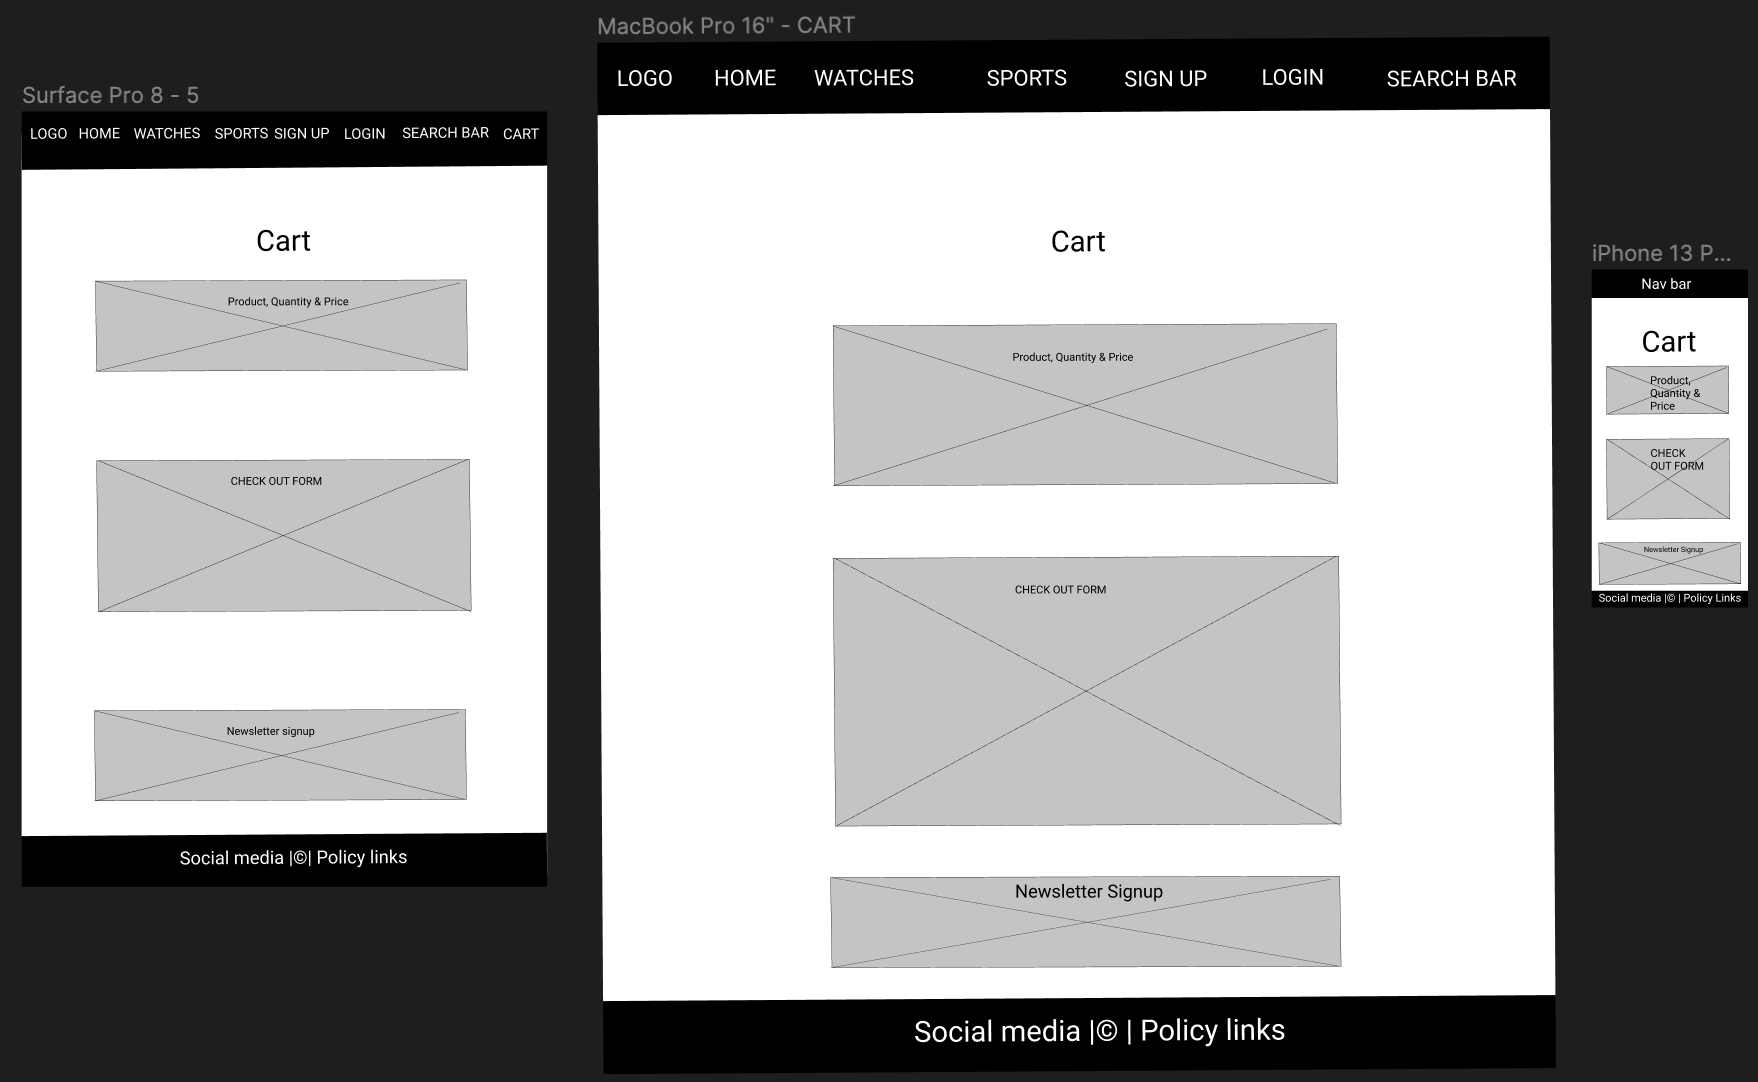 MacBook Pro 16" - CART
LOGO HOME WATCHES SPORTS SIGN UP LOGIN SEARCH BAR
Cart
Product, Quantity & Price
CHECK OUT FORM
Newsletter Signup
Social media |© | Policy links
Surface Pro 8 - 5
LOGO HOME WATCHES SPORTS SIGN UP LOGIN SEARCH BAR CART
Cart
Product, Quantity & Price
CHECK OUT FORM
Newsletter signup
Social media |©| Policy links
iPhone 13 P...
Nav bar
Cart
Product,
Quantity &
Price
CHECK
OUT FORM
Newsletter Signup
Social media |© | Policy Links